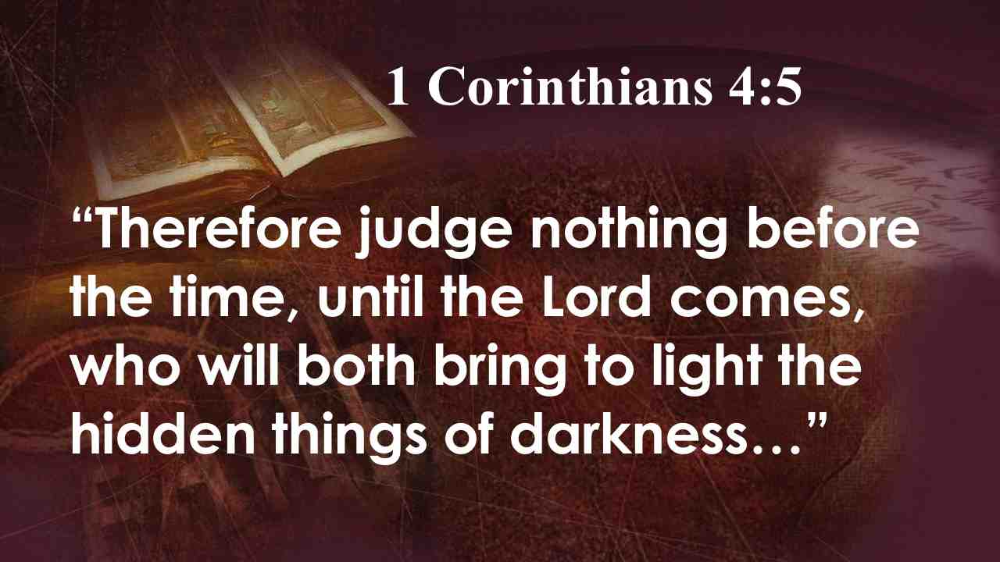 1 Corinthians 4:5
“Therefore judge nothing before
the time, until the Lord comes,
who will both bring to light the
hidden things of darkness…”